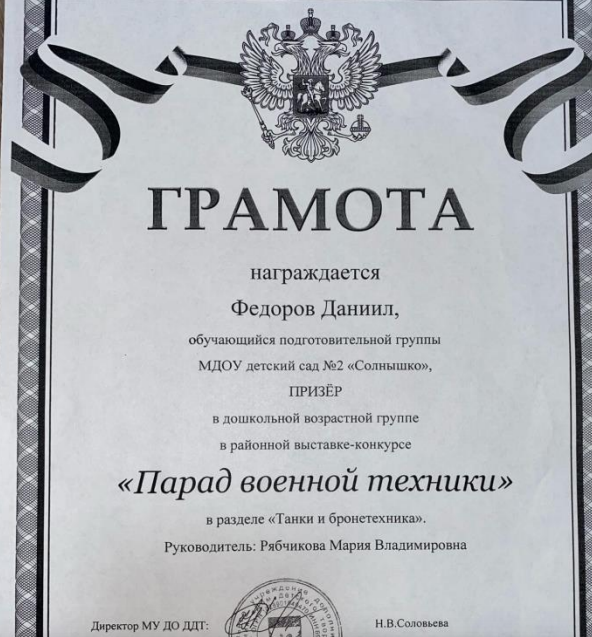 ГРАМОТА
награждается
Федоров Даниил,
обучающийся подготовительной группы
МДОУ детский сад №2 «Солнышко»,
ПРИЗЁР
в дошкольной возрастной группе
в районной выставке-конкурсе
«Парад военной техники»
в разделе «Танки и бронетехника».
Руководитель: Рябчикова Мария Владимировна
Директор МУ ДО ДДТ: Н.В.Соловьева